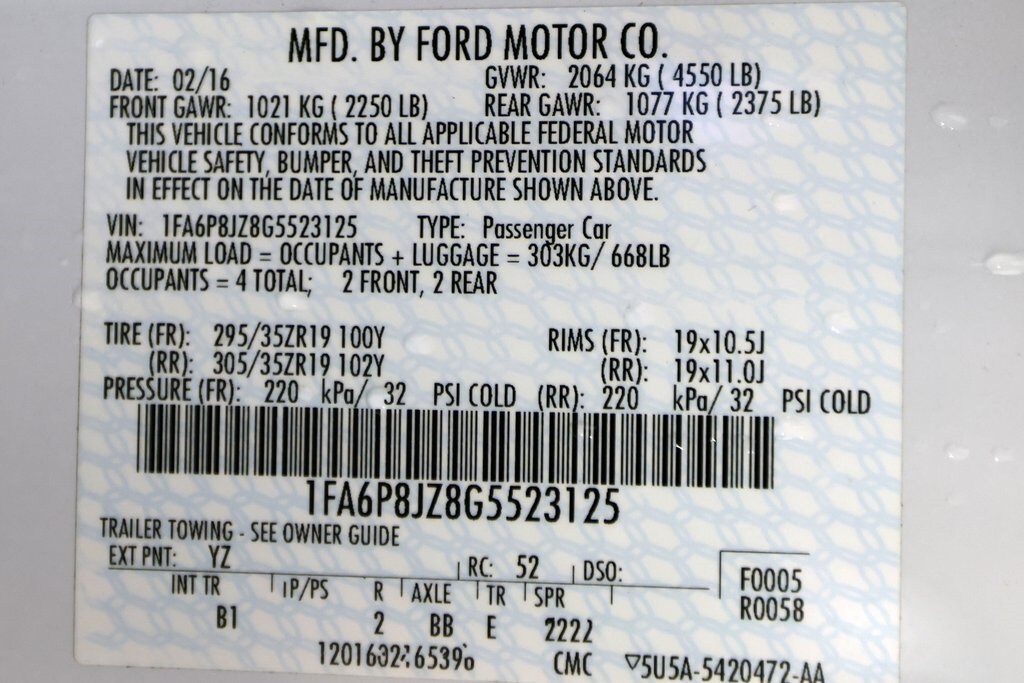 MFD. BY FORD MOTOR CO.
DATE: 02/16 GVWR: 2064 KG ( 4550 LB)
FRONT GAWR: 1021 KG ( 2250 LB) REAR GAWR: 1077 KG ( 2375 LB)
THIS VEHICLE CONFORMS TO ALL APPLICABLE FEDERAL MOTOR
VEHICLE SAFETY, BUMPER, AND THEFT PREVENTION STANDARDS
IN EFFECT ON THE DATE OF MANUFACTURE SHOWN ABOVE.
VIN: 1FA6P8JZ8G5523125 TYPE: Passenger Car
MAXIMUM LOAD = OCCUPANTS + LUGGAGE = 303KG/ 668LB
OCCUPANTS = 4 TOTAL; 2 FRONT, 2 REAR
TIRE (FR): 295/35ZR19 100Y RIMS (FR): 19x10.5J
(RR): 305/35ZR19 102Y (RR): 19x11.0J
PRESSURE (FR): 220 kPa/ 32 PSI COLD (RR): 220 kPa/ 32 PSI COLD
1FA6P8JZ8G5523125
TRAILER TOWING - SEE OWNER GUIDE
EXT PNT: YZ RC: 52 DSO:
INT TR TP/PS R AXLE TR SPR F0005
B1 2 BB E 2222 R0058
CMC ▽5U5A-5420472-AA